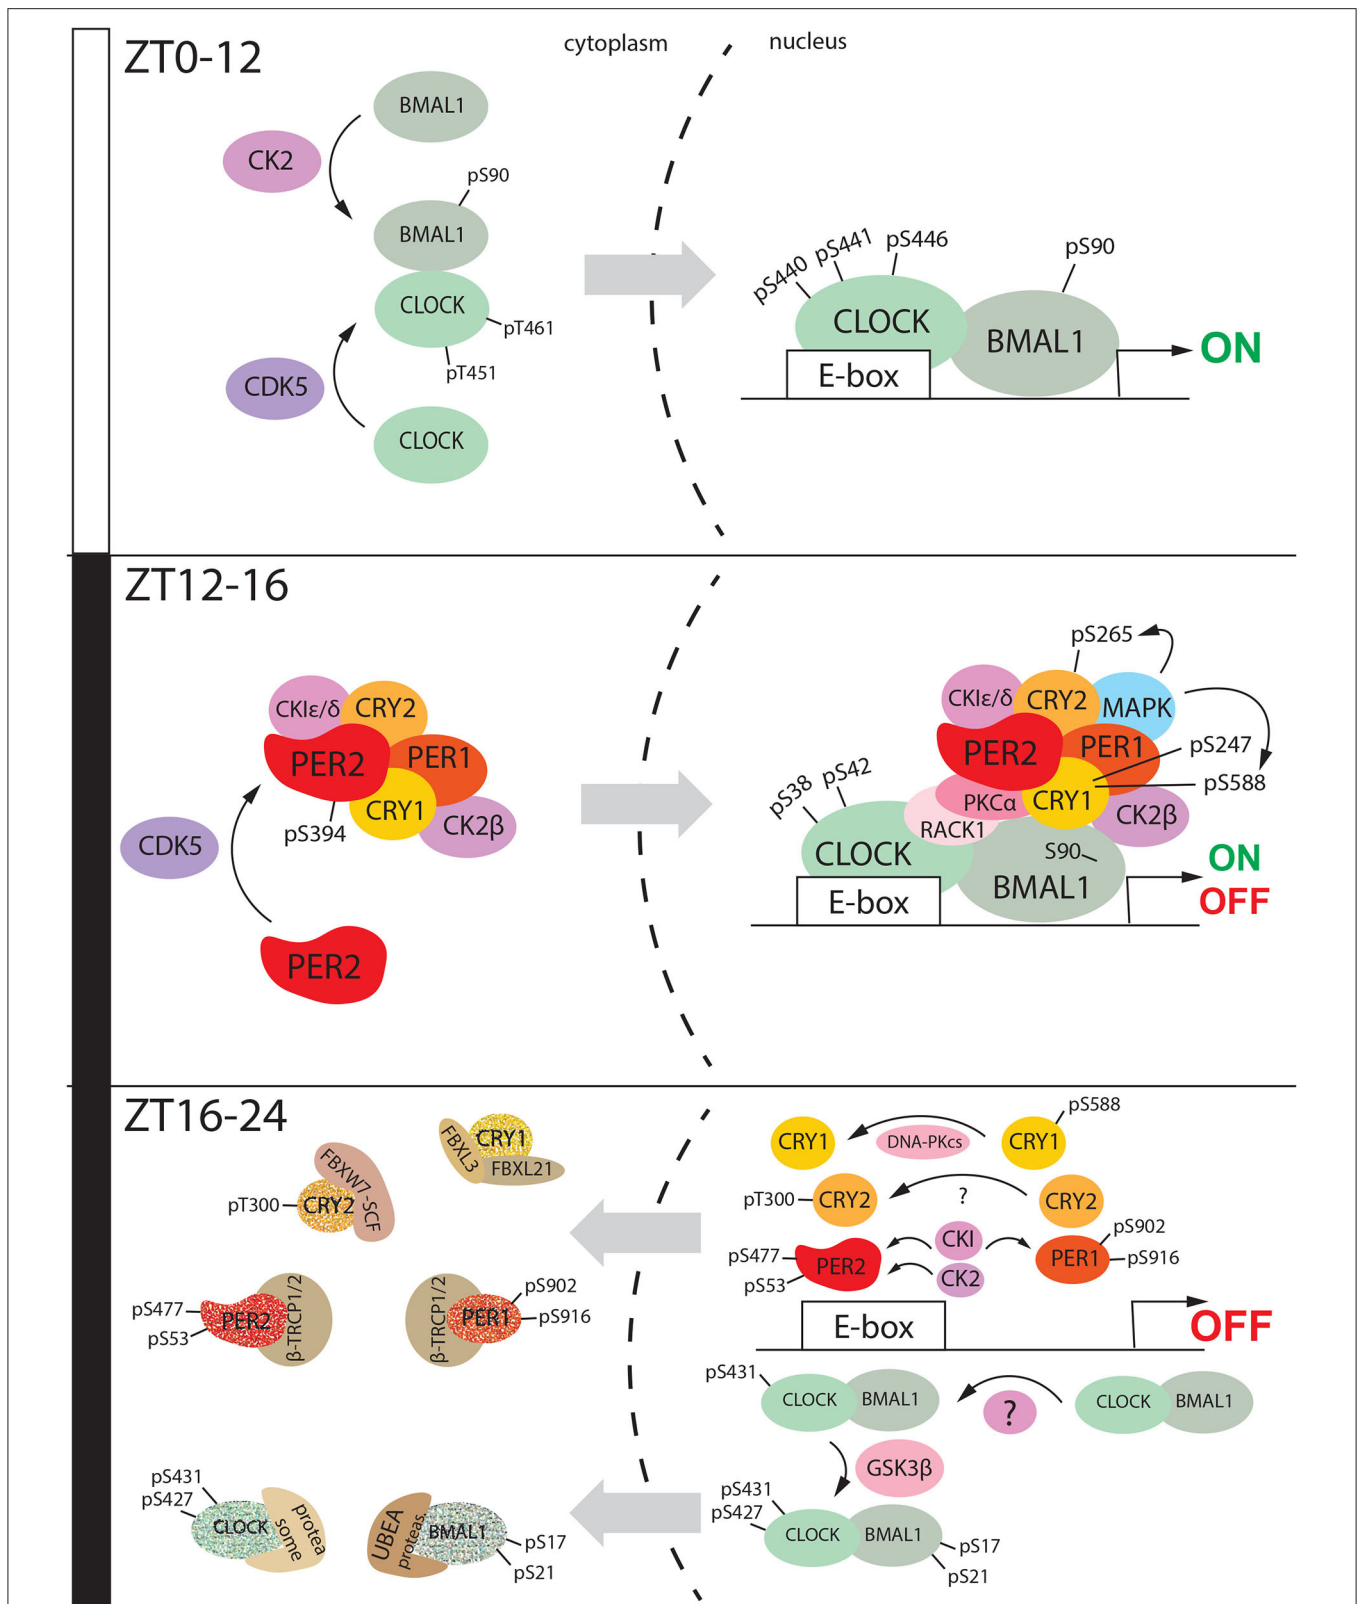 ZT0-12
cytoplasm
nucleus
BMAL1
CK2
pS90
BMAL1
CLOCK
pT461
pT451
CDK5
CLOCK
pS440
pS441
pS446
pS90
CLOCK
BMAL1
E-box
ON
ZT12-16
CKIε/δ
CRY2
PER2
PER1
CRY1
CK2β
pS394
CDK5
PER2
pS265
CKIε/δ
CRY2
MAPK
PER2
PER1
pS247
pS588
PKCα
CRY1
CK2β
RACK1
pS38
pS42
CLOCK
S90
BMAL1
E-box
ON
OFF
ZT16-24
FBXL3
CRY1
FBXL21
FBXW7-SCF
pT300
CRY2
pS477
pS53
PER2
β-TRCP1/2
β-TRCP1/2
PER1
pS902
pS916
pS431
pS427
CLOCK
protea
some
UBEA
proteas.
BMAL1
pS17
pS21
CRY1
DNA-PKcs
CRY1
pS588
pT300
CRY2
?
CRY2
pS477
pS53
PER2
CKI
CK2
PER1
pS902
pS916
E-box
OFF
pS431
CLOCK
BMAL1
?
CLOCK
BMAL1
GSK3β
pS431
pS427
CLOCK
BMAL1
pS17
pS21